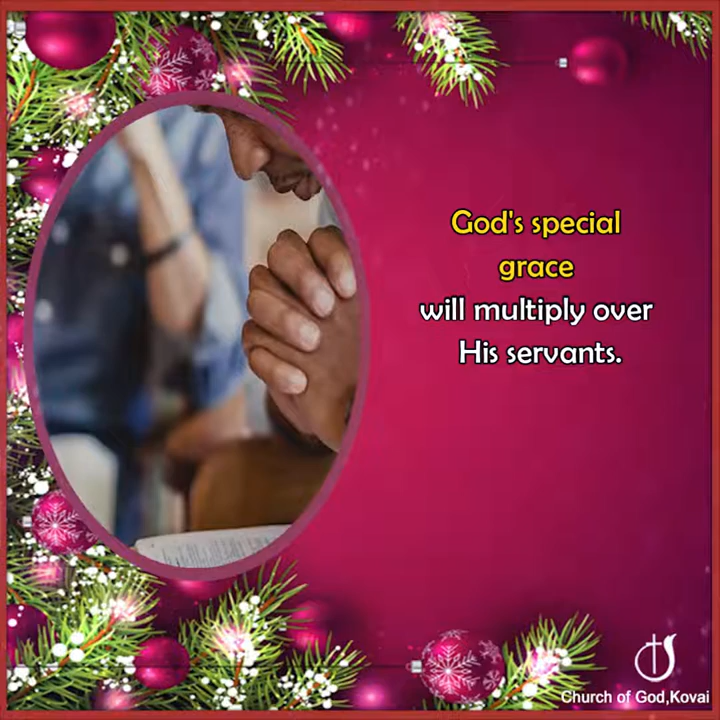 God's special
grace
will multiply over
His servants.
Church of God,Kovai